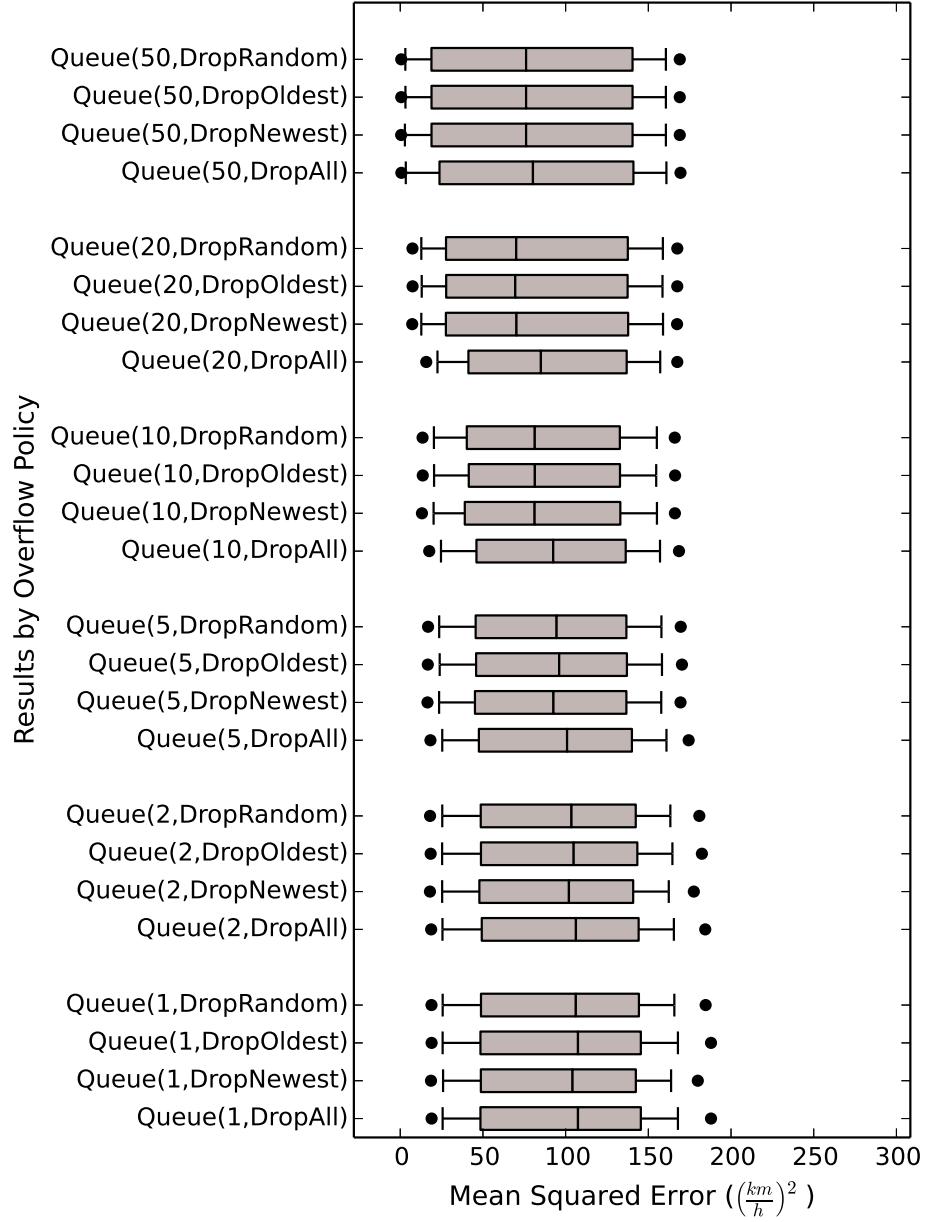 Results by Overflow Policy
Queue(50,DropRandom)
Queue(50,DropOldest)
Queue(50,DropNewest)
Queue(50,DropAll)
Queue(20,DropRandom)
Queue(20,DropOldest)
Queue(20,DropNewest)
Queue(20,DropAll)
Queue(10,DropRandom)
Queue(10,DropOldest)
Queue(10,DropNewest)
Queue(10,DropAll)
Queue(5,DropRandom)
Queue(5,DropOldest)
Queue(5,DropNewest)
Queue(5,DropAll)
Queue(2,DropRandom)
Queue(2,DropOldest)
Queue(2,DropNewest)
Queue(2,DropAll)
Queue(1,DropRandom)
Queue(1,DropOldest)
Queue(1,DropNewest)
Queue(1,DropAll)
0 50 100 150 200 250 300
Mean Squared Error ((km/h)² )